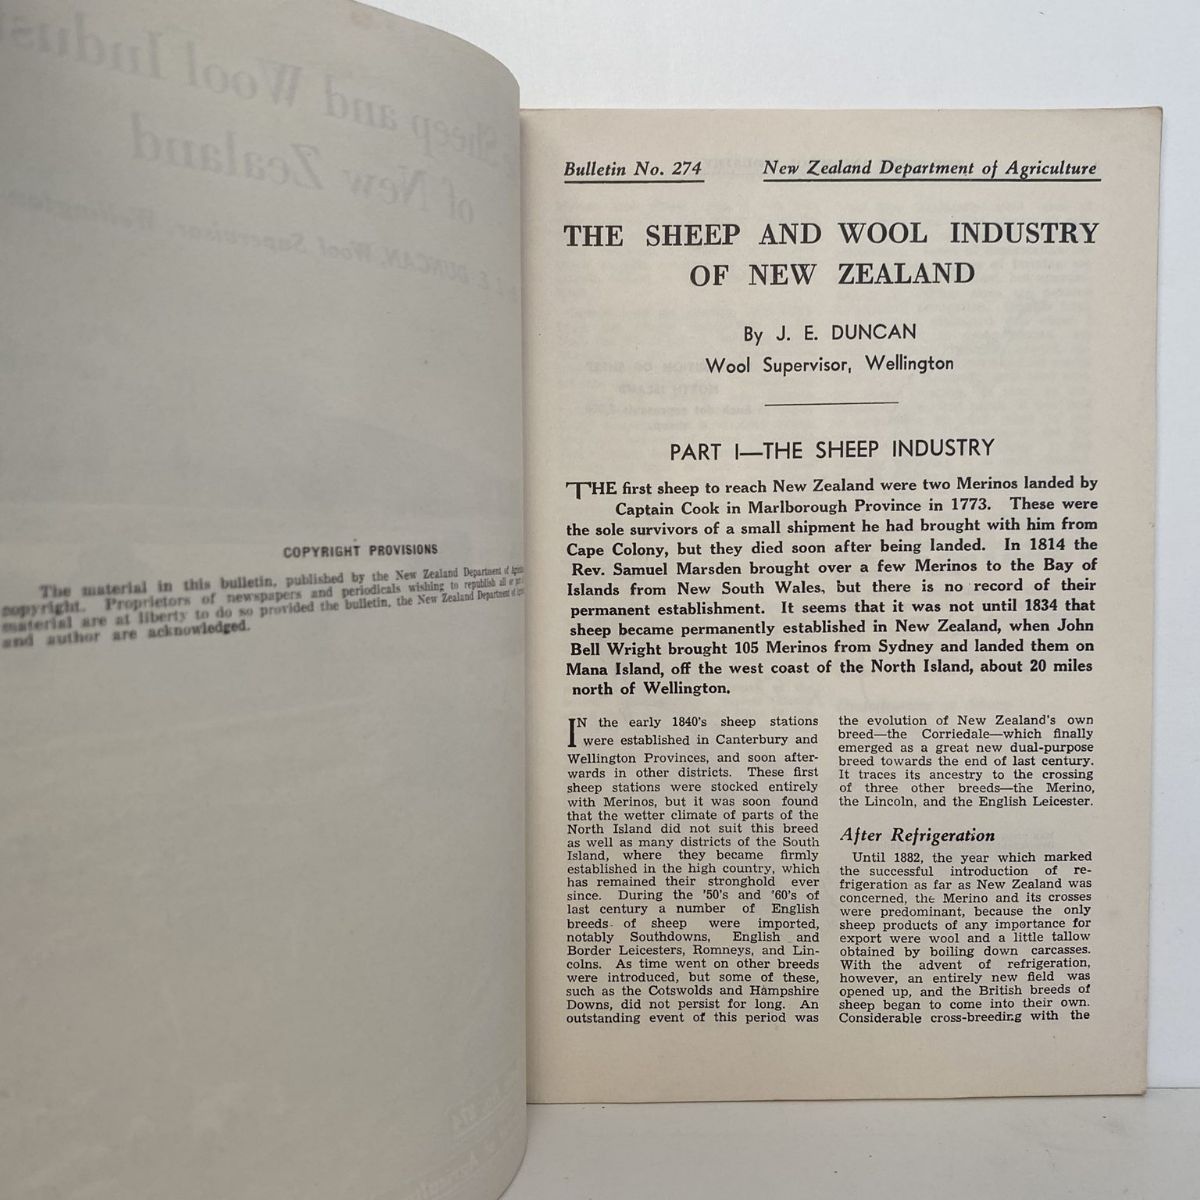 COPYRIGHT PROVISIONS
The material in this bulletin, published by the New Zealand Department of
copyright. Proprietors of newspapers and periodicals wishing to republish all or
material are at liberty to do so provided the bulletin, the New Zealand Department of
and author are acknowledged.
Bulletin No. 274 New Zealand Department of Agriculture
THE SHEEP AND WOOL INDUSTRY
OF NEW ZEALAND
By J. E. DUNCAN
Wool Supervisor, Wellington
PART I—THE SHEEP INDUSTRY
THE first sheep to reach New Zealand were two Merinos landed by
Captain Cook in Marlborough Province in 1773. These were
the sole survivors of a small shipment he had brought with him from
Cape Colony, but they died soon after being landed. In 1814 the
Rev. Samuel Marsden brought over a few Merinos to the Bay of
Islands from New South Wales, but there is no record of their
permanent establishment. It seems that it was not until 1834 that
sheep became permanently established in New Zealand, when John
Bell Wright brought 105 Merinos from Sydney and landed them on
Mana Island, off the west coast of the North Island, about 20 miles
north of Wellington.
IN the early 1840's sheep stations
were established in Canterbury and
Wellington Provinces, and soon after-
wards in other districts. These first
sheep stations were stocked entirely
with Merinos, but it was soon found
that the wetter climate of parts of the
North Island did not suit this breed
as well as many districts of the South
Island, where they became firmly
established in the high country, which
has remained their stronghold ever
since. During the '50's and '60's of
last century a number of English
breeds of sheep were imported,
notably Southdowns, English and
Border Leicesters, Romneys, and Lin-
colns. As time went on other breeds
were introduced, but some of these,
such as the Cotswolds and Hampshire
Downs, did not persist for long. An
outstanding event of this period was
the evolution of New Zealand's own
breed—the Corriedale—which finally
emerged as a great new dual-purpose
breed towards the end of last century.
It traces its ancestry to the crossing
of three other breeds—the Merino,
the Lincoln, and the English Leicester.
After Refrigeration
Until 1882, the year which marked
the successful introduction of re-
frigeration as far as New Zealand was
concerned, the Merino and its crosses
were predominant, because the only
sheep products of any importance for
export were wool and a little tallow
obtained by boiling down carcasses.
With the advent of refrigeration,
however, an entirely new field was
opened up, and the British breeds of
sheep began to come into their own.
Considerable cross-breeding with the